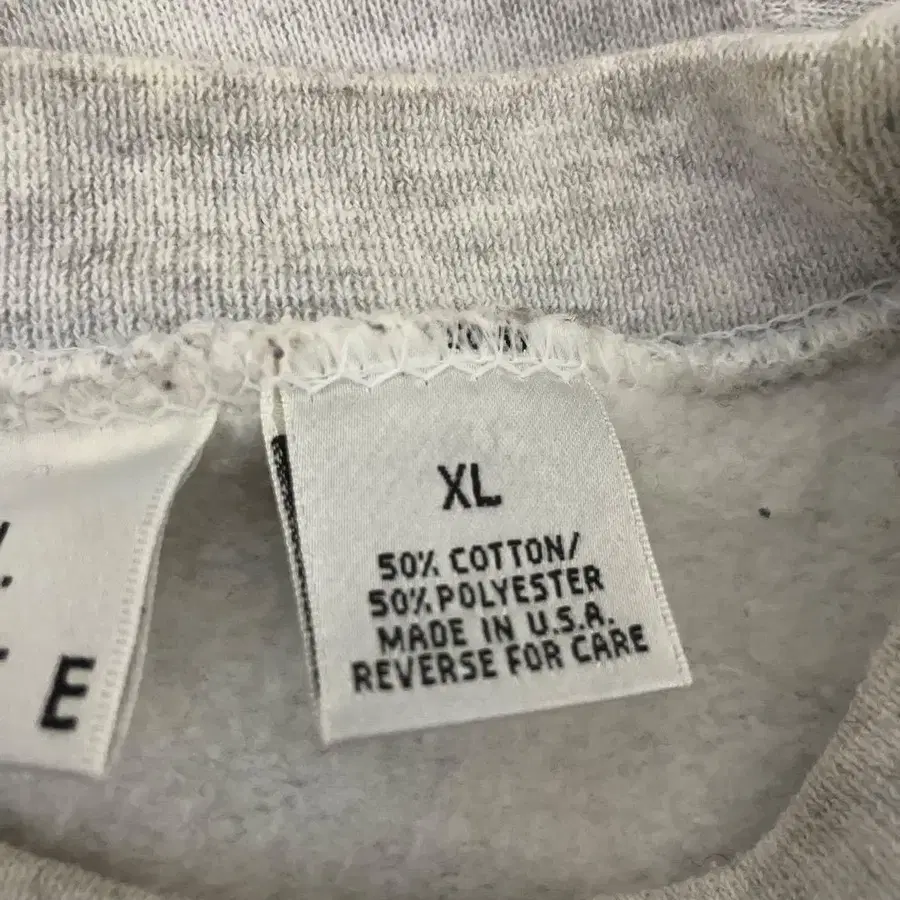 XL
50% COTTON/
50% POLYESTER
MADE IN U.S.A.
REVERSE FOR CARE
E